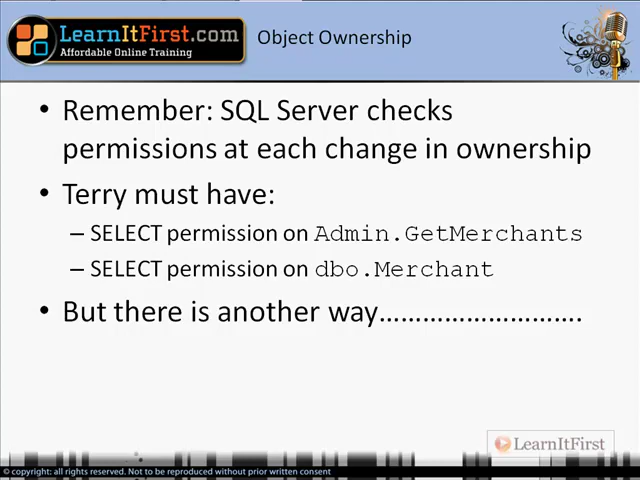 LearnItFirst.com
Affordable Online Training
Object Ownership
• Remember: SQL Server checks
permissions at each change in ownership
• Terry must have:
– SELECT permission on Admin.GetMerchants
– SELECT permission on dbo.Merchant
• But there is another way……………………….
LearnItFirst
© copyright: all rights reserved. Not to be reproduced without prior written consent